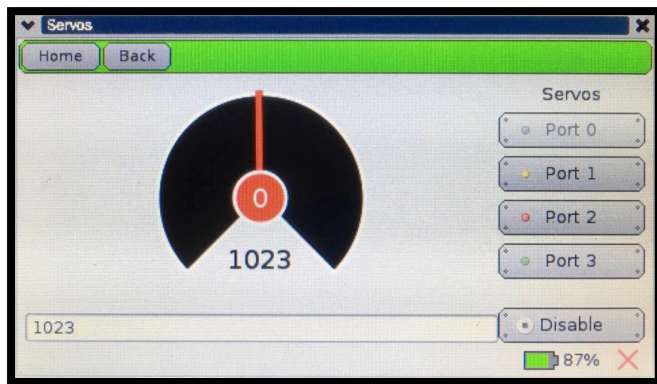 Servos
Home Back
Servos
Port 0
Port 1
0
Port 2
1023
Port 3
1023
Disable
87%